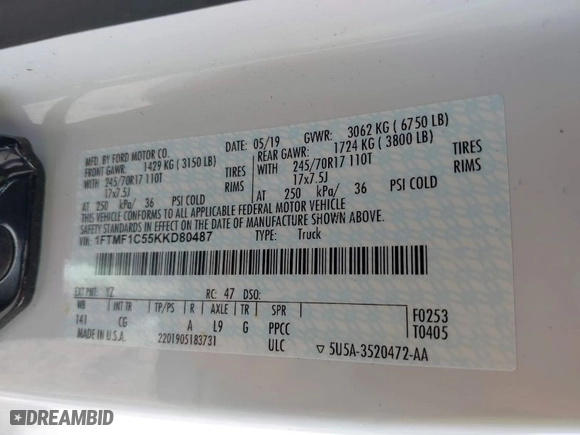 MFD. BY FORD MOTOR CO.
DATE: 05/19 GVWR: 3062 KG ( 6750 LB)
FRONT GAWR: 1429 KG ( 3150 LB)
REAR GAWR: 1724 KG ( 3800 LB)
WITH 245/70R17 110T TIRES
WITH 245/70R17 110T TIRES
17x7.5J RIMS
17x7.5J RIMS
AT 250 kPa/ 36 PSI COLD
AT 250 kPa/ 36 PSI COLD
THIS VEHICLE CONFORMS TO ALL APPLICABLE FEDERAL MOTOR VEHICLE
SAFETY STANDARDS IN EFFECT ON THE DATE OF MANUFACTURE SHOWN ABOVE.
VIN: 1FTMF1C55KKD80487 TYPE: Truck
EXT PNT: YZ RC: 47 DSO:
WB INT TR TP/PS R AXLE TR SPR
141 CG A L9 G PPCC
F0253
T0405
MADE IN U.S.A. 2201905183731 ULC ▽ 5U5A-3520472-AA
DREAMBID